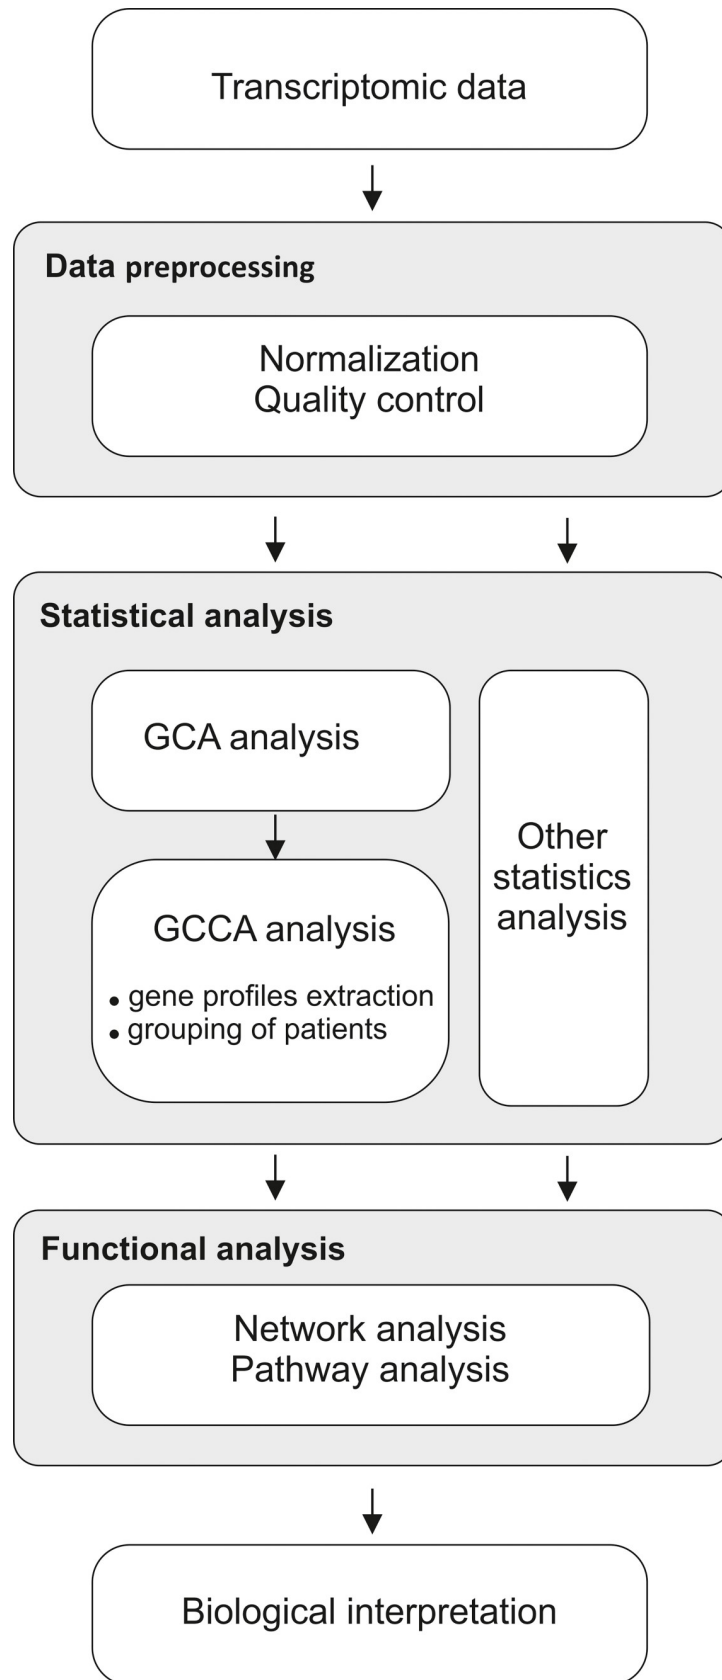 Transcriptomic data
Data preprocessing
Normalization
Quality control
Statistical analysis
GCA analysis
GCCA analysis
• gene profiles extraction
• grouping of patients
Other
statistics
analysis
Functional analysis
Network analysis
Pathway analysis
Biological interpretation